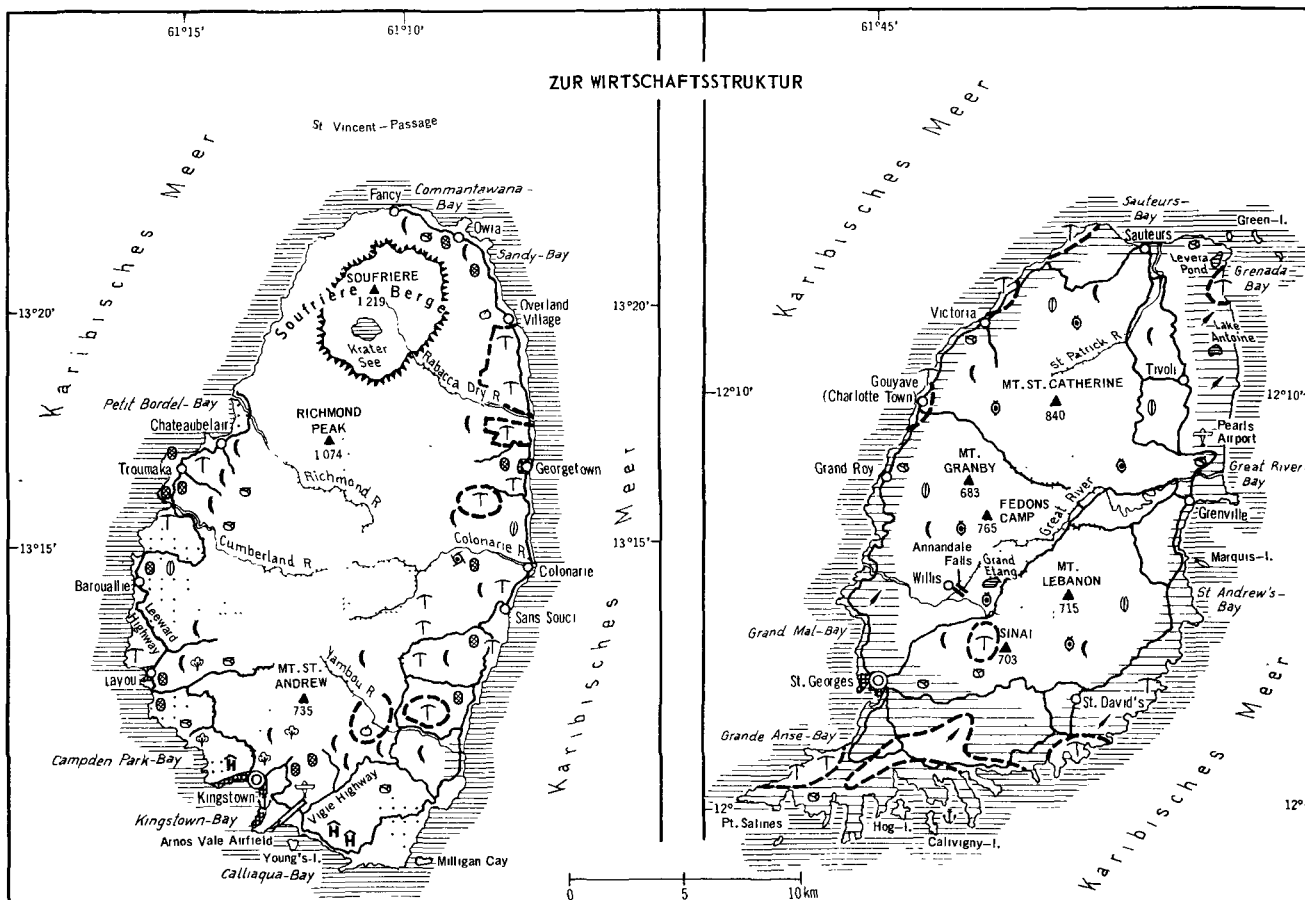 61°15'
61°10'
61°45'
ZUR WIRTSCHAFTSSTRUKTUR
St Vincent-Passage
Karibisches Meer
Fancy
Commantawana-
Bay
Owia
Sandy-Bay
SOUFRIERE
1 219
Soufrière Berge
Krater
See
13°20'
13°20'
Overland
Village
Rabacca Dry R
Petit Bordel-Bay
Chateaubelair
RICHMOND
PEAK
1 074
Troumaka
Richmond R
Georgetown
Karibisches Meer
13°15'
13°15'
Cumberland R
Colonarie R
Colonarie
Barouallie
Leeward
Highway
Sans Souci
Layou
MT. ST.
ANDREW
735
Yambou R
Campden Park-Bay
H
Kingstown
Kingstown-Bay
Vigie Highway
Arnos Vale Airfield
H H
Young's-I.
Milligan Cay
Calliaqua-Bay
0 5 10 km
Karibisches Meer
Sauteurs-
Bay
Green-I.
Sauteurs
Levera
Pond
Grenada-
Bay
Victoria
Lake
Antoine
St Patrick R
Tivoli
Gouyave
(Charlotte Town)
MT. ST. CATHERINE
840
12°10'
12°10'
Pearls
Airport
MT.
GRANBY
683
Grand Roy
Great River
Bay
FEDONS
CAMP
765
Great River
Grenville
Annandale
Falls
Grand
Etang
Willis
MT.
LEBANON
715
Marquis-I.
St Andrew's-
Bay
Grand Mal-Bay
SINAI
703
St. Georges
St. David's
Grande Anse-Bay
Karibisches Meer
12°
12°
Pt. Salines
Hog-I.
Calivigny-I.